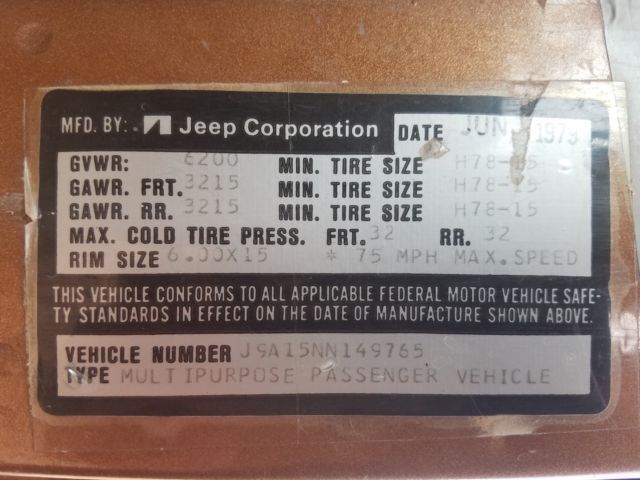 MFD. BY: Jeep Corporation DATE JUN 1979
GVWR: 6200 MIN. TIRE SIZE H78-15
GAWR. FRT. 3215 MIN. TIRE SIZE H78-15
GAWR. RR. 3215 MIN. TIRE SIZE H78-15
MAX. COLD TIRE PRESS. FRT. 32 RR. 32
RIM SIZE 6.00X15 * 75 MPH MAX.SPEED
THIS VEHICLE CONFORMS TO ALL APPLICABLE FEDERAL MOTOR VEHICLE SAFE-
TY STANDARDS IN EFFECT ON THE DATE OF MANUFACTURE SHOWN ABOVE.
VEHICLE NUMBER J9A15NN149765
TYPE MULTIPURPOSE PASSENGER VEHICLE